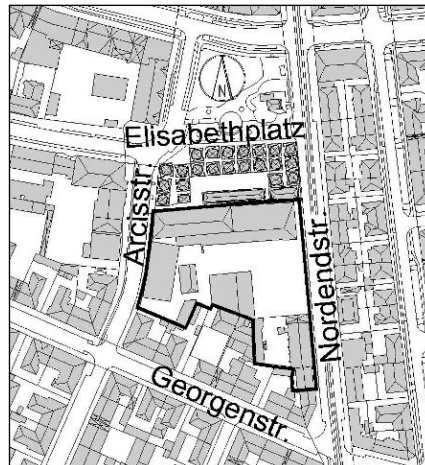 N
Elisabethplatz
Arcisstr.
Nordendstr.
Georgenstr.